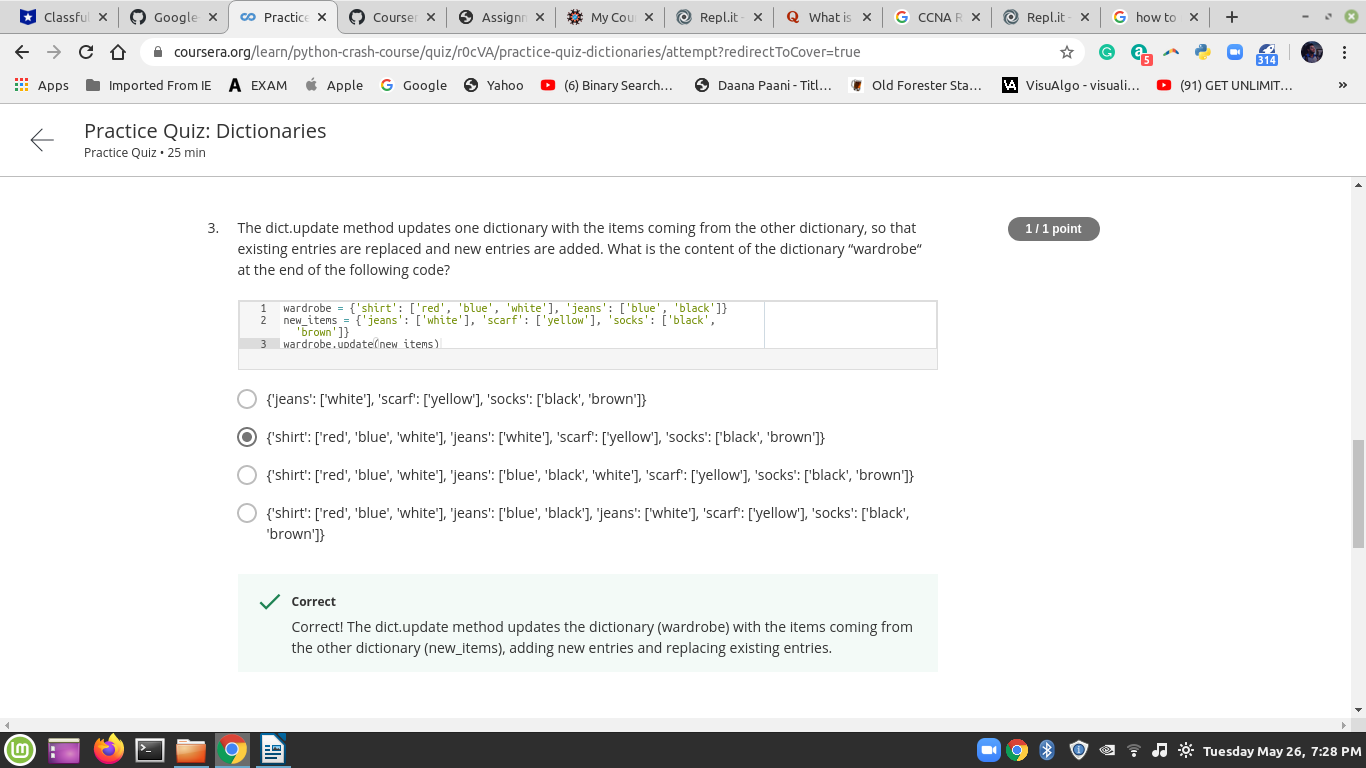 Classful
Google
Practice
Courser
Assignm
My Cou
Repl.it -
What is
CCNA R
Repl.it -
how to
coursera.org/learn/python-crash-course/quiz/r0cVA/practice-quiz-dictionaries/attempt?redirectToCover=true
5
314
Apps
Imported From IE
EXAM
Apple
Google
Yahoo
(6) Binary Search...
Daana Paani - Titl...
Old Forester Sta...
VisuAlgo - visuali...
(91) GET UNLIMIT...
»
Practice Quiz: Dictionaries
Practice Quiz • 25 min
3. The dict.update method updates one dictionary with the items coming from the other dictionary, so that
existing entries are replaced and new entries are added. What is the content of the dictionary “wardrobe“
at the end of the following code?
1 / 1 point
1 wardrobe = {'shirt': ['red', 'blue', 'white'], 'jeans': ['blue', 'black']}
2 new_items = {'jeans': ['white'], 'scarf': ['yellow'], 'socks': ['black',
'brown']}
3 wardrobe.update(new_items)
{'jeans': ['white'], 'scarf': ['yellow'], 'socks': ['black', 'brown']}
{'shirt': ['red', 'blue', 'white'], 'jeans': ['white'], 'scarf': ['yellow'], 'socks': ['black', 'brown']}
{'shirt': ['red', 'blue', 'white'], 'jeans': ['blue', 'black', 'white'], 'scarf': ['yellow'], 'socks': ['black', 'brown']}
{'shirt': ['red', 'blue', 'white'], 'jeans': ['blue', 'black'], 'jeans': ['white'], 'scarf': ['yellow'], 'socks': ['black',
'brown']}
Correct
Correct! The dict.update method updates the dictionary (wardrobe) with the items coming from
the other dictionary (new_items), adding new entries and replacing existing entries.
Tuesday May 26, 7:28 PM